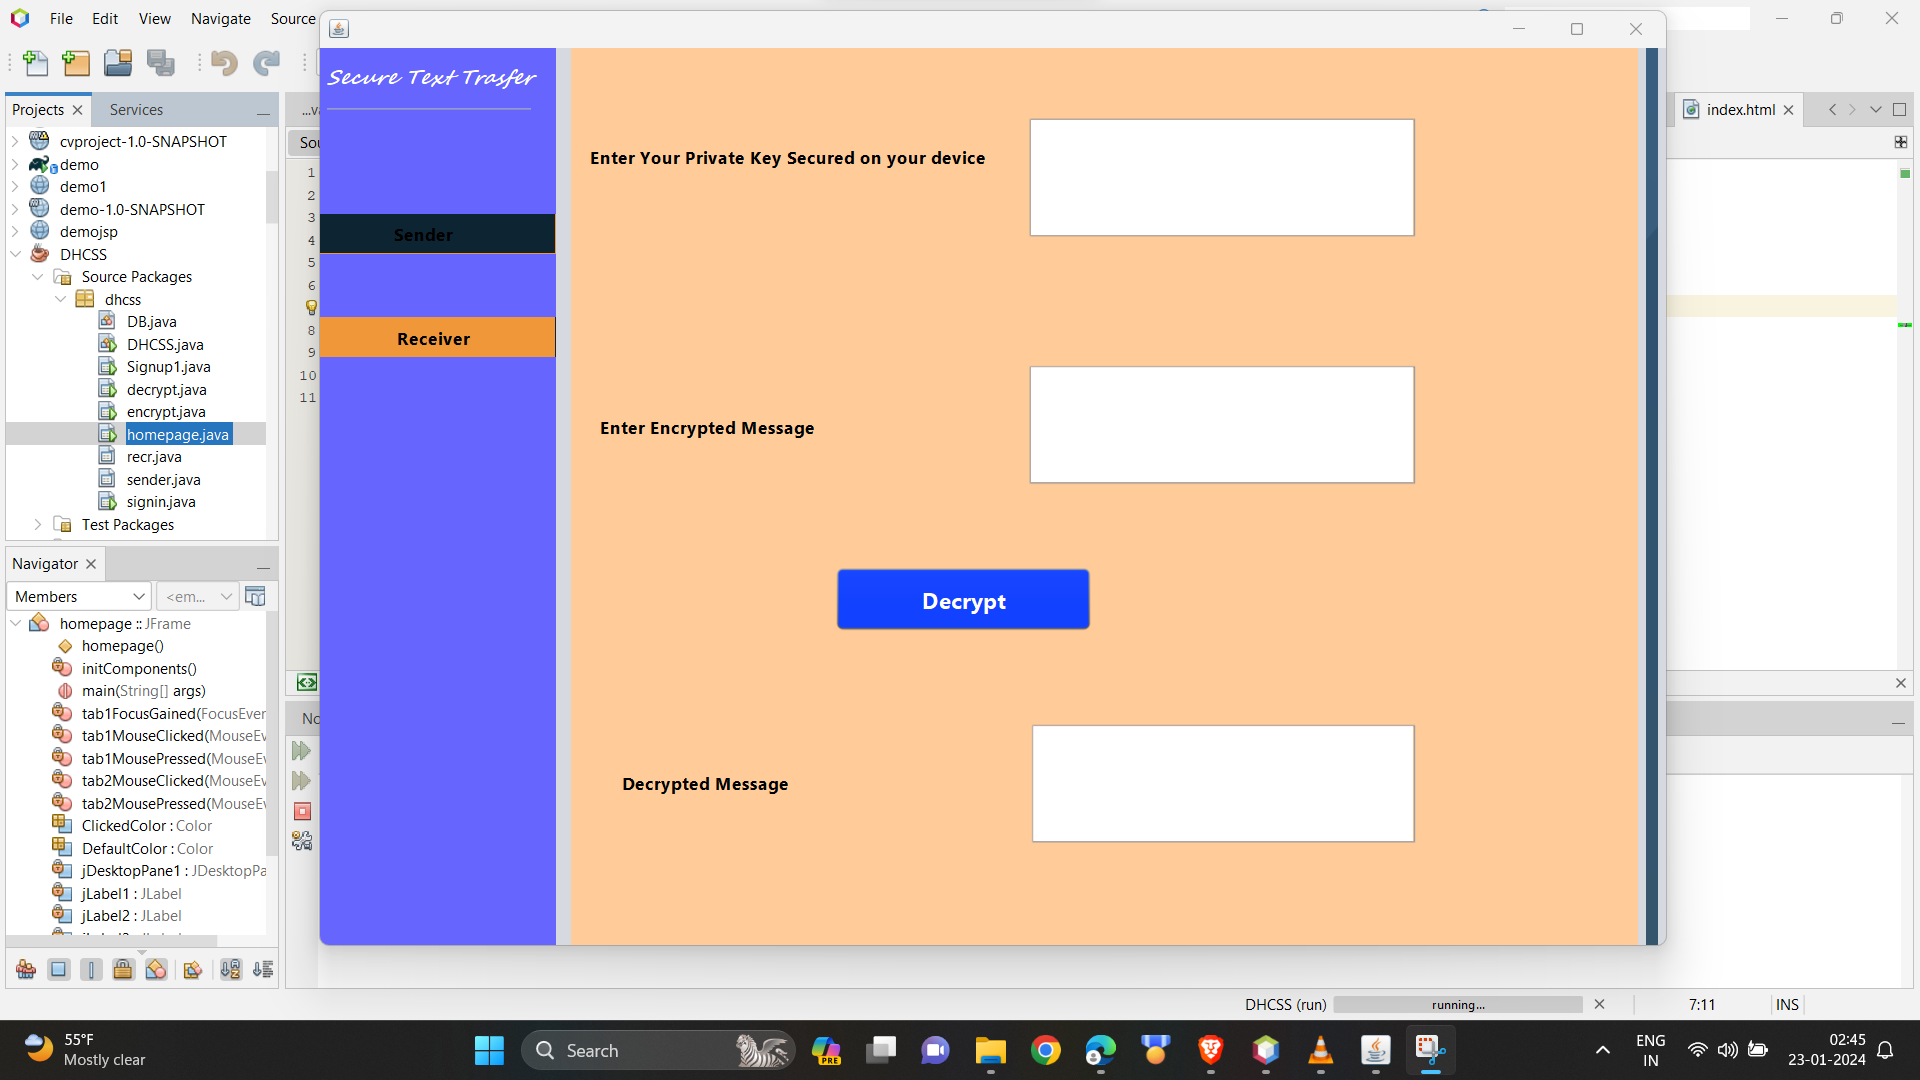 File Edit View Navigate Source
Projects Services
cvproject-1.0-SNAPSHOT
demo
demo1
demo-1.0-SNAPSHOT
demojsp
DHCSS
Source Packages
dhcss
DB.java
DHCSS.java
Signup1.java
decrypt.java
encrypt.java
homepage.java
recr.java
sender.java
signin.java
Test Packages
Navigator
Members <em...
homepage :: JFrame
homepage()
initComponents()
main(String[] args)
tab1FocusGained(FocusEver
tab1MouseClicked(MouseEv
tab1MousePressed(MouseEv
tab2MouseClicked(MouseEv
tab2MousePressed(MouseEv
ClickedColor : Color
DefaultColor : Color
jDesktopPane1 : JDesktopPa
jLabel1 : JLabel
jLabel2 : JLabel
...va
Sou
1
2
3
4
5
6
8
9
10
11
No
Secure Text Trasfer
Sender
Receiver
Enter Your Private Key Secured on your device
Enter Encrypted Message
Decrypt
Decrypted Message
index.html
DHCSS (run) running... 7:11 INS
55°F
Mostly clear
Search
PRE
ENG
IN
02:45
23-01-2024